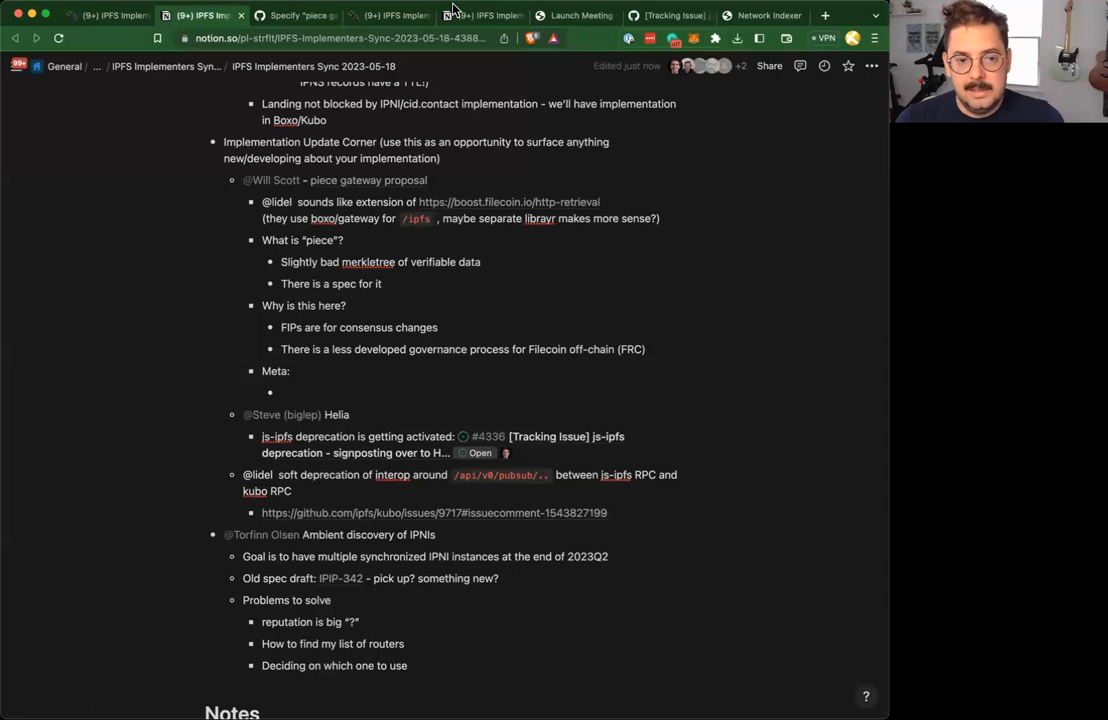 (9+) IPFS Implem
(9+) IPFS Im
Specify "piece g
(9+) IPFS Implem
(9+) IPFS Implem
Launch Meeting
[Tracking Issue] j
Network Indexer
notion.so/pl-strflt/IPFS-Implementers-Sync-2023-05-18-4388...
VPN
99+
General / ... / IPFS Implementers Syn... / IPFS Implementers Sync 2023-05-18
Edited just now
+2
Share
IPNS records have a TTL!)
Landing not blocked by IPNI/cid.contact implementation - we'll have implementation
in Boxo/Kubo
Implementation Update Corner (use this as an opportunity to surface anything
new/developing about your implementation)
@Will Scott - piece gateway proposal
@lidel sounds like extension of https://boost.filecoin.io/http-retrieval
(they use boxo/gateway for /ipfs , maybe separate librayr makes more sense?)
What is “piece”?
Slightly bad merkletree of verifiable data
There is a spec for it
Why is this here?
FIPs are for consensus changes
There is a less developed governance process for Filecoin off-chain (FRC)
Meta:
@Steve (biglep) Helia
js-ipfs deprecation is getting activated: #4336 [Tracking Issue] js-ipfs
deprecation - signposting over to H... Open
@lidel soft deprecation of interop around /api/v0/pubsub/.. between js-ipfs RPC and
kubo RPC
https://github.com/ipfs/kubo/issues/9717#issuecomment-1543827199
@Torfinn Olsen Ambient discovery of IPNIs
Goal is to have multiple synchronized IPNI instances at the end of 2023Q2
Old spec draft: IPIP-342 - pick up? something new?
Problems to solve
reputation is big “?”
How to find my list of routers
Deciding on which one to use
Notes
?